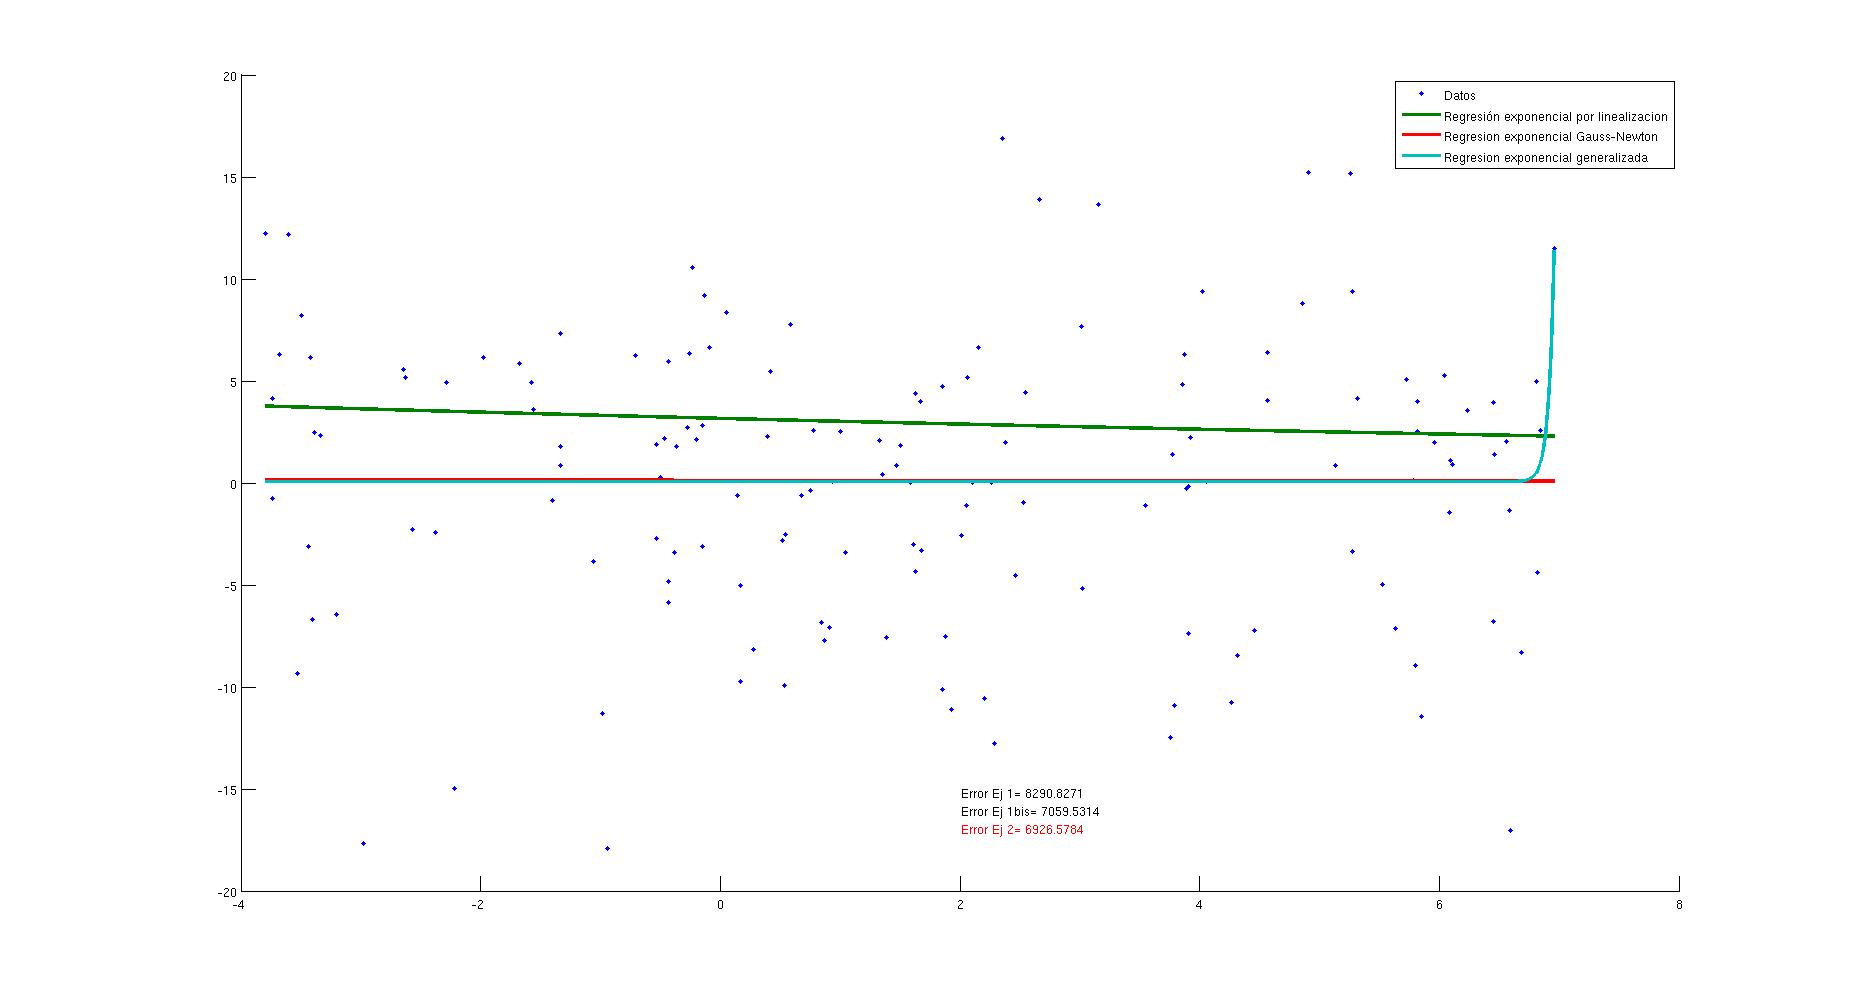 20
15
10
5
0
-5
-10
-15
-20
-4 -2 0 2 4 6 8
Datos
Regresión exponencial por linealizacion
Regresion exponencial Gauss-Newton
Regresion exponencial generalizada
Error Ej 1= 8290.8271
Error Ej 1bis= 7059.5314
Error Ej 2= 6926.5784